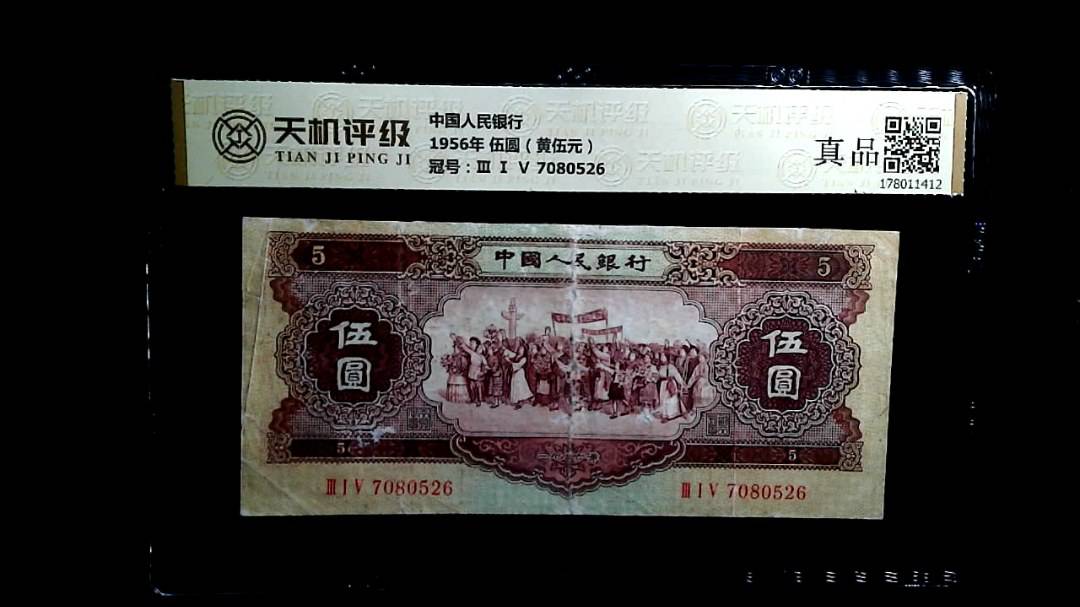 天机评级
TIAN JI PING JI
中国人民银行
1956年 伍圆（黄伍元）
冠号：Ⅲ Ⅰ Ⅴ 7080526
真品
178011412
5
中國人民銀行
5
伍圓
伍圓
5
5
Ⅲ Ⅰ Ⅴ 7080526
Ⅲ Ⅰ Ⅴ 7080526